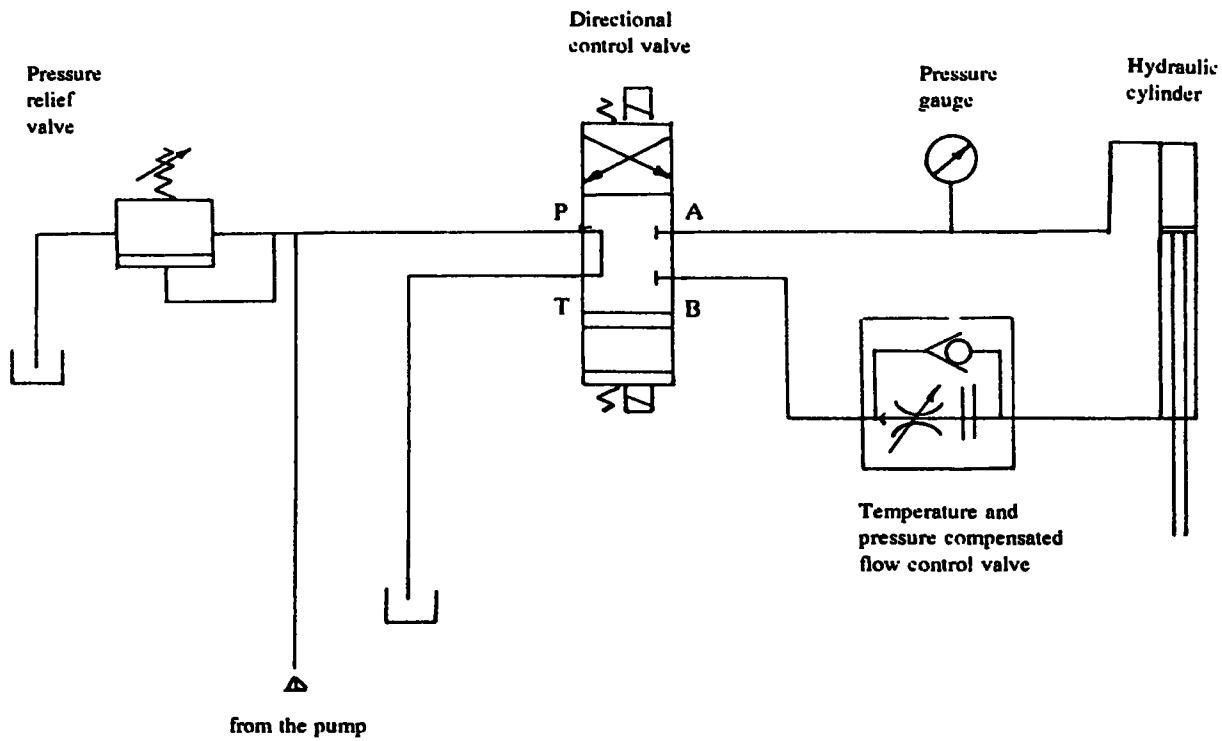 Directional
control valve
Pressure
relief
valve
Pressure
gauge
Hydraulic
cylinder
P
A
T
B
Temperature and
pressure compensated
flow control valve
from the pump